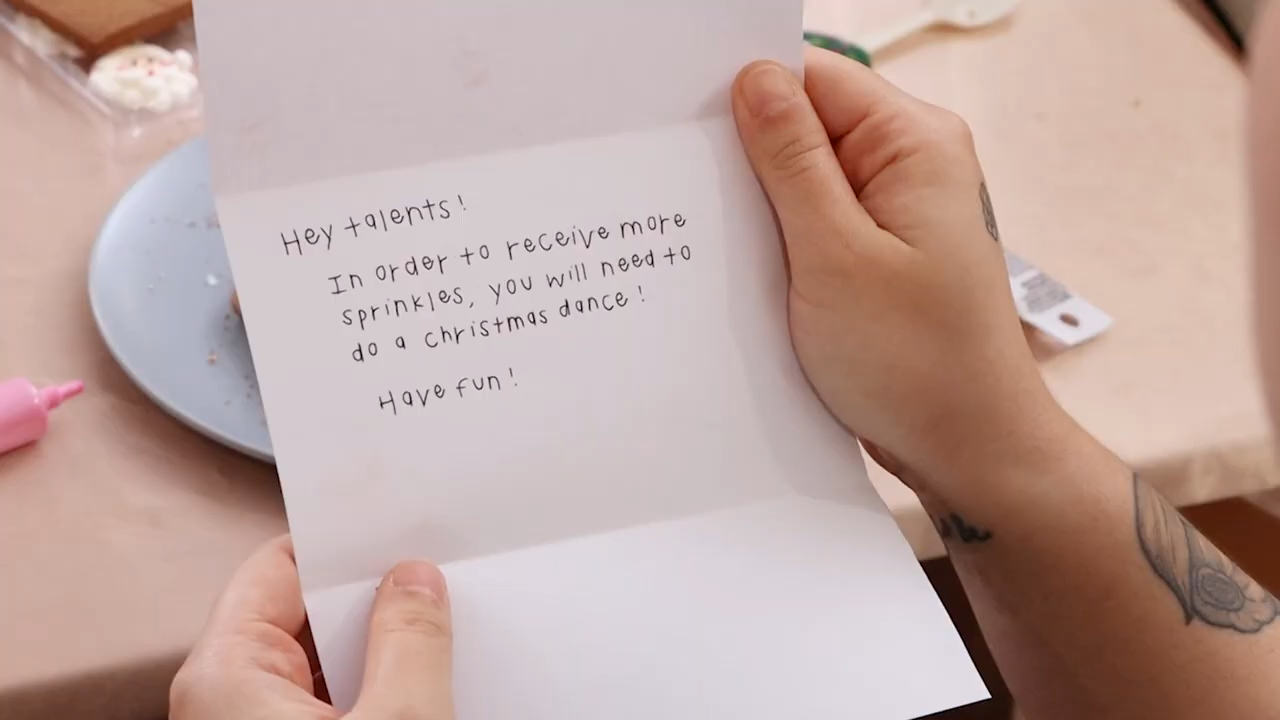 Hey talents!
In order to receive more
sprinkles, you will need to
do a christmas dance!
Have fun!